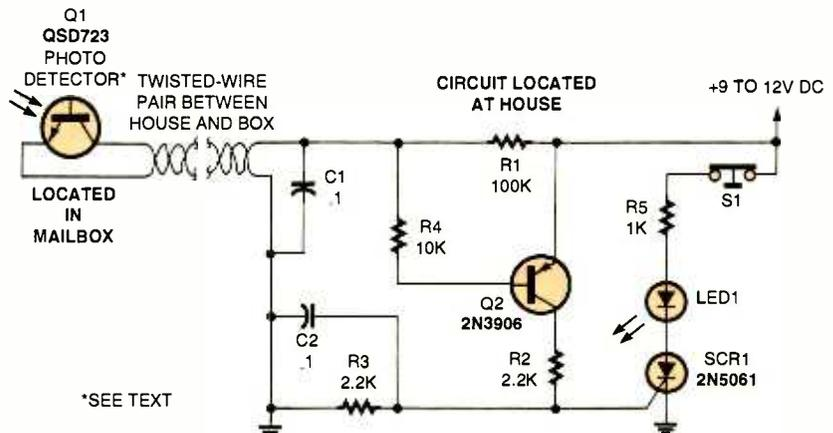 Q1
QSD723
PHOTO
DETECTOR*
TWISTED-WIRE
PAIR BETWEEN
HOUSE AND BOX
CIRCUIT LOCATED
AT HOUSE
+9 TO 12V DC
LOCATED
IN
MAILBOX
C1
.1
R1
100K
R4
10K
S1
R5
1K
Q2
2N3906
LED1
C2
.1
R3
2.2K
R2
2.2K
SCR1
2N5061
*SEE TEXT